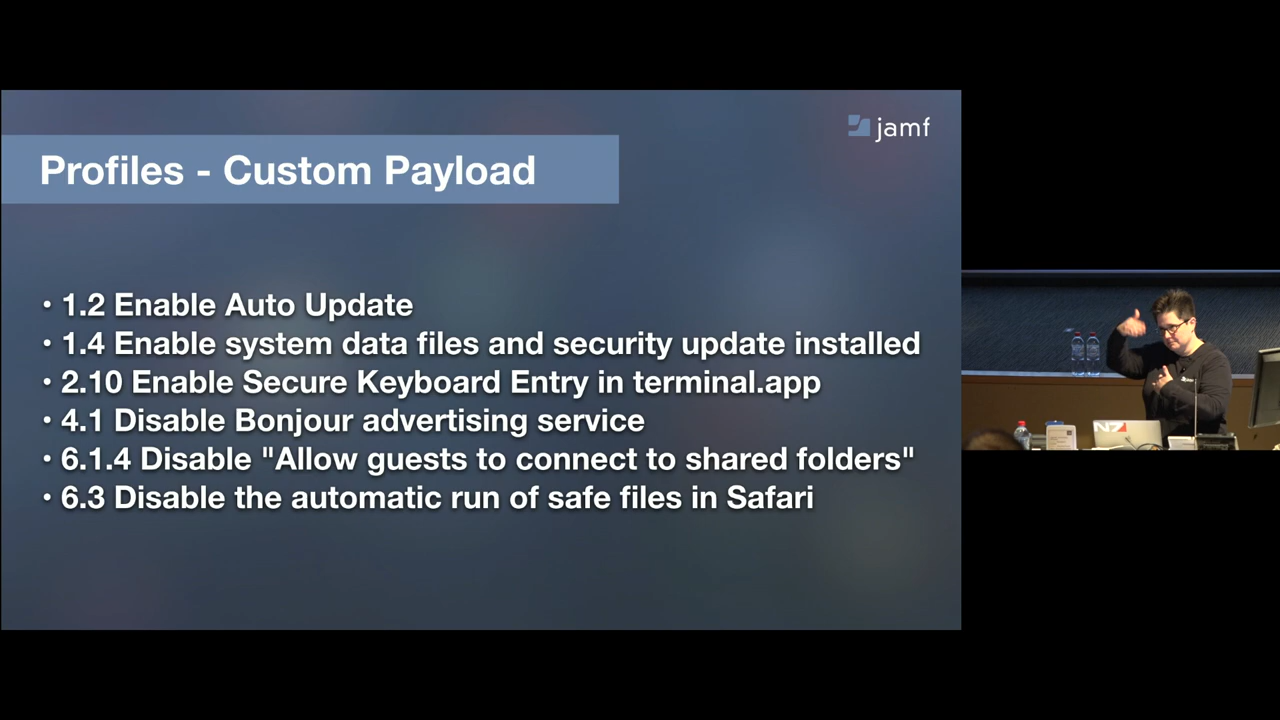 jamf
Profiles - Custom Payload
• 1.2 Enable Auto Update
• 1.4 Enable system data files and security update installed
• 2.10 Enable Secure Keyboard Entry in terminal.app
• 4.1 Disable Bonjour advertising service
• 6.1.4 Disable "Allow guests to connect to shared folders"
• 6.3 Disable the automatic run of safe files in Safari
N7